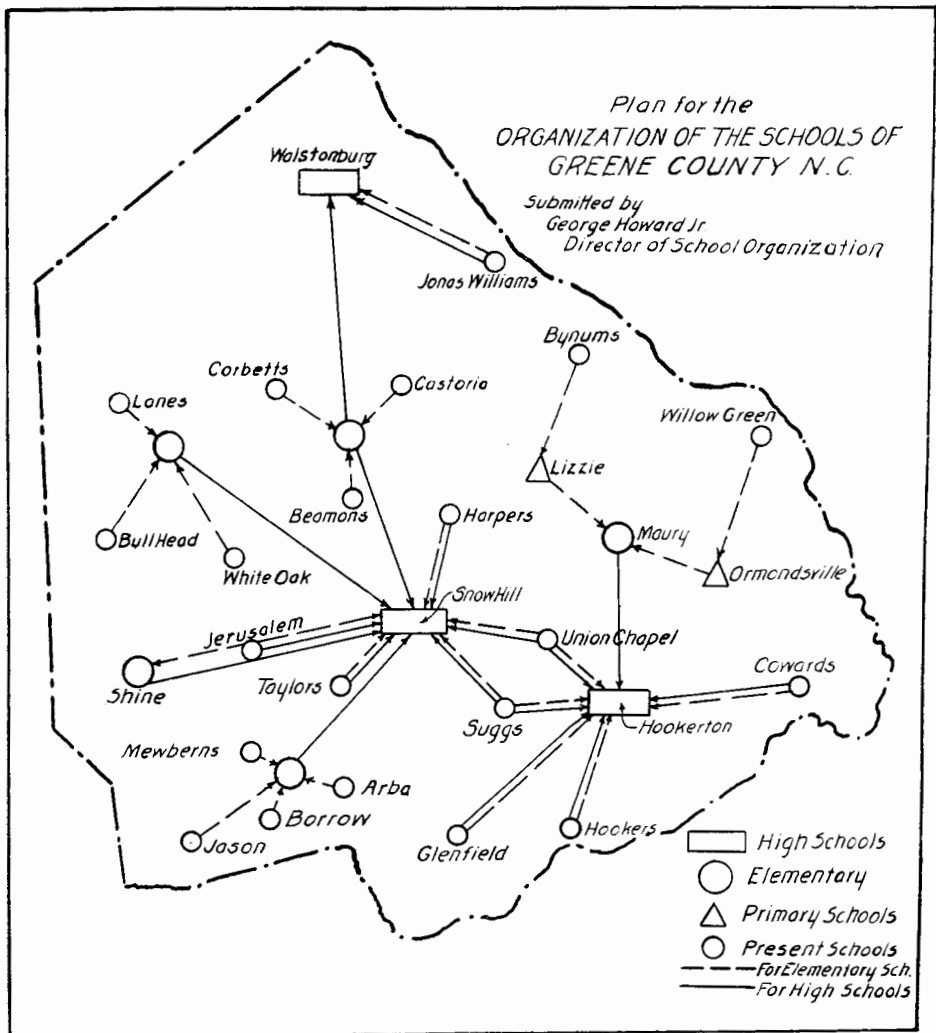 Plan for the
ORGANIZATION OF THE SCHOOLS OF
GREENE COUNTY N.C.
Submitted by
George Howard Jr.
Director of School Organization
Walstonburg
Jonas Williams
Bynums
Corbetts
Castoria
Lanes
Willow Green
Lizzie
Beamons
Harpers
Maury
Bull Head
White Oak
Ormondsville
Snow Hill
Jerusalem
Union Chapel
Shine
Taylors
Cowards
Suggs
Hookerton
Mewberns
Arba
Borrow
Jason
Glenfield
Hookers
High Schools
Elementary
Primary Schools
Present Schools
For Elementary Sch.
For High Schools